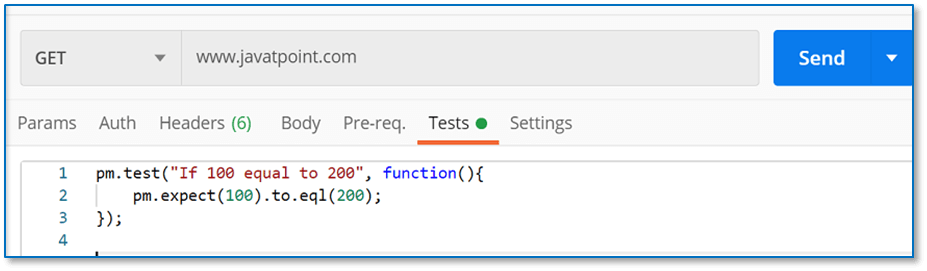 GET www.javatpoint.com Send
Params Auth Headers (6) Body Pre-req. Tests Settings
1 pm.test("If 100 equal to 200", function(){
2 pm.expect(100).to.eql(200);
3 });
4